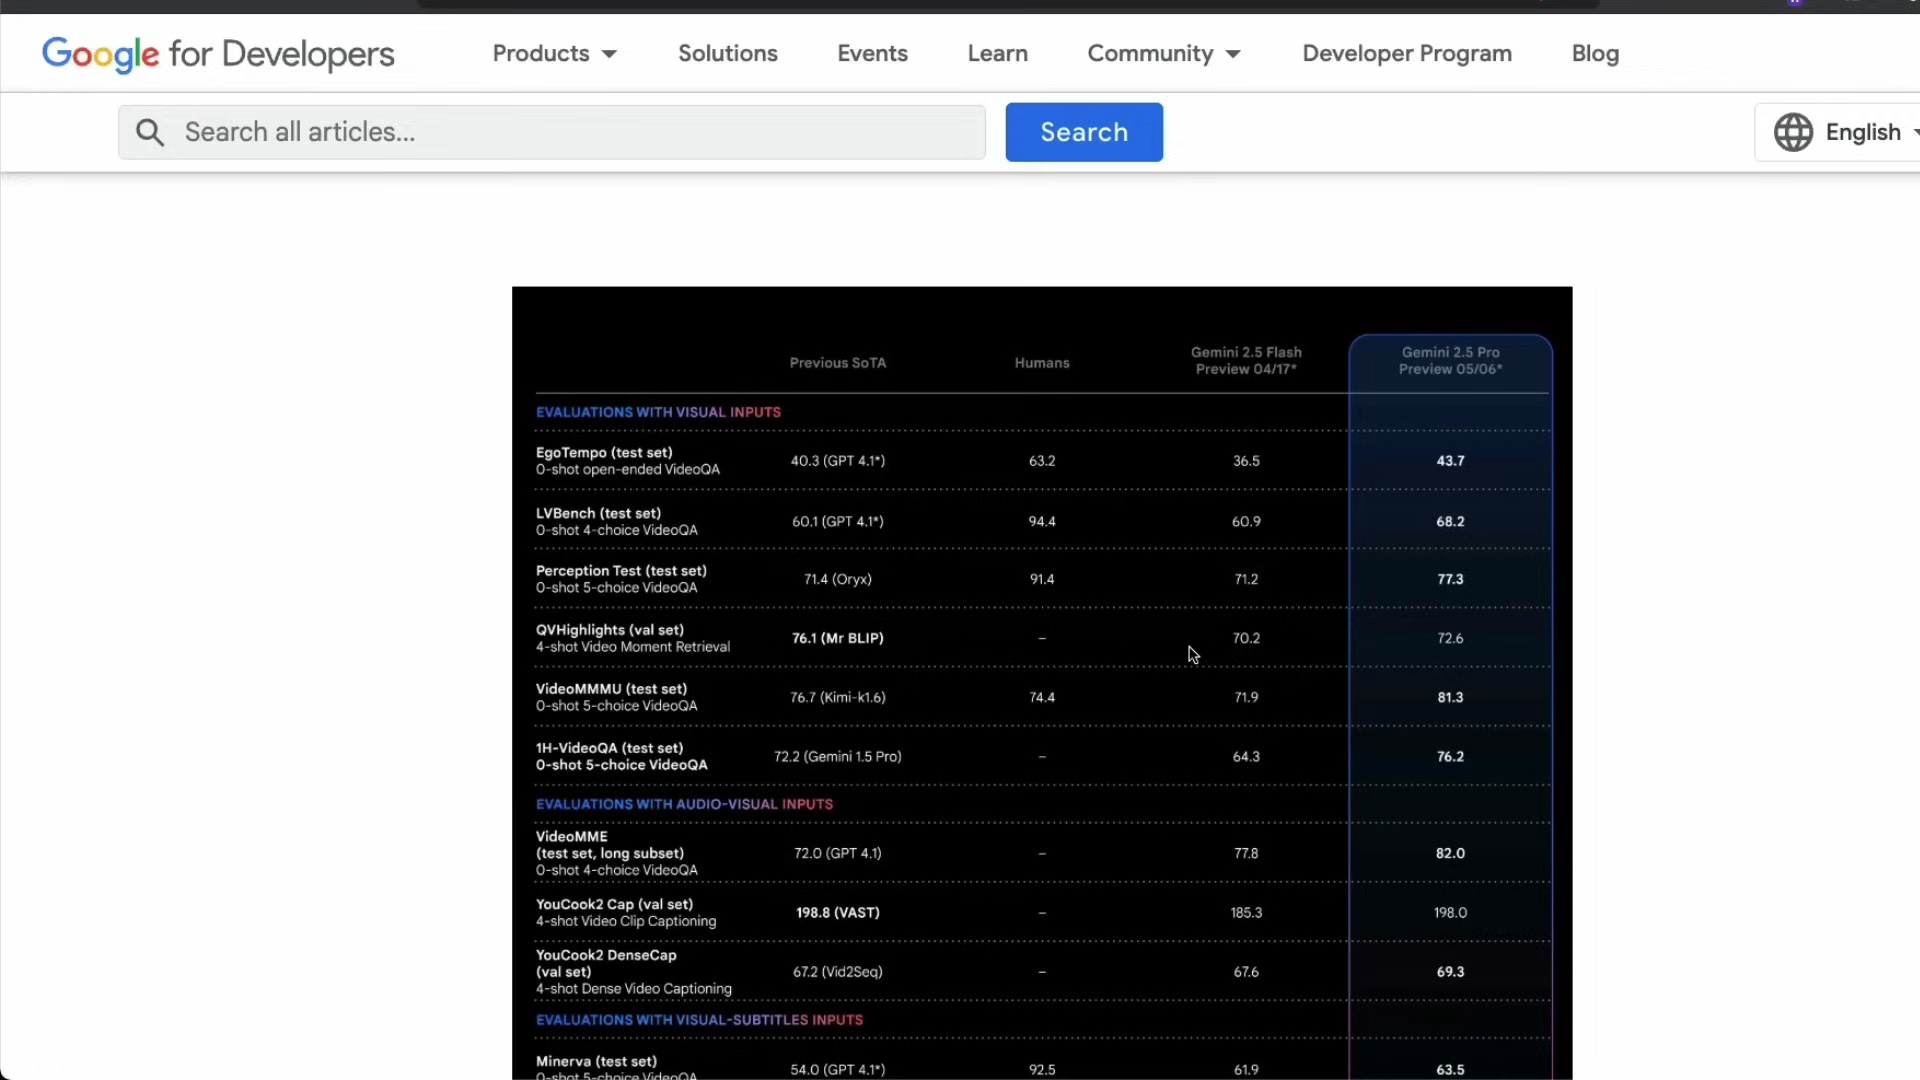 Google for Developers Products Solutions Events Learn Community Developer Program Blog
Search all articles... Search English
Previous SoTA Humans Gemini 2.5 Flash Preview 04/17* Gemini 2.5 Pro Preview 05/06*
EVALUATIONS WITH VISUAL INPUTS
EgoTempo (test set)
0-shot open-ended VideoQA 40.3 (GPT 4.1*) 63.2 36.5 43.7
LVBench (test set)
0-shot 4-choice VideoQA 60.1 (GPT 4.1*) 94.4 60.9 68.2
Perception Test (test set)
0-shot 5-choice VideoQA 71.4 (Oryx) 91.4 71.2 77.3
QVHighlights (val set)
4-shot Video Moment Retrieval 76.1 (Mr BLIP) – 70.2 72.6
VideoMMMU (test set)
0-shot 5-choice VideoQA 76.7 (Kimi-k1.6) 74.4 71.9 81.3
1H-VideoQA (test set)
0-shot 5-choice VideoQA 72.2 (Gemini 1.5 Pro) – 64.3 76.2
EVALUATIONS WITH AUDIO-VISUAL INPUTS
VideoMME
(test set, long subset)
0-shot 4-choice VideoQA 72.0 (GPT 4.1) – 77.8 82.0
YouCook2 Cap (val set)
4-shot Video Clip Captioning 198.8 (VAST) – 185.3 198.0
YouCook2 DenseCap
(val set)
4-shot Dense Video Captioning 67.2 (Vid2Seq) – 67.6 69.3
EVALUATIONS WITH VISUAL-SUBTITLES INPUTS
Minerva (test set)
0-shot 5-choice VideoQA 54.0 (GPT 4.1*) 92.5 61.9 63.5